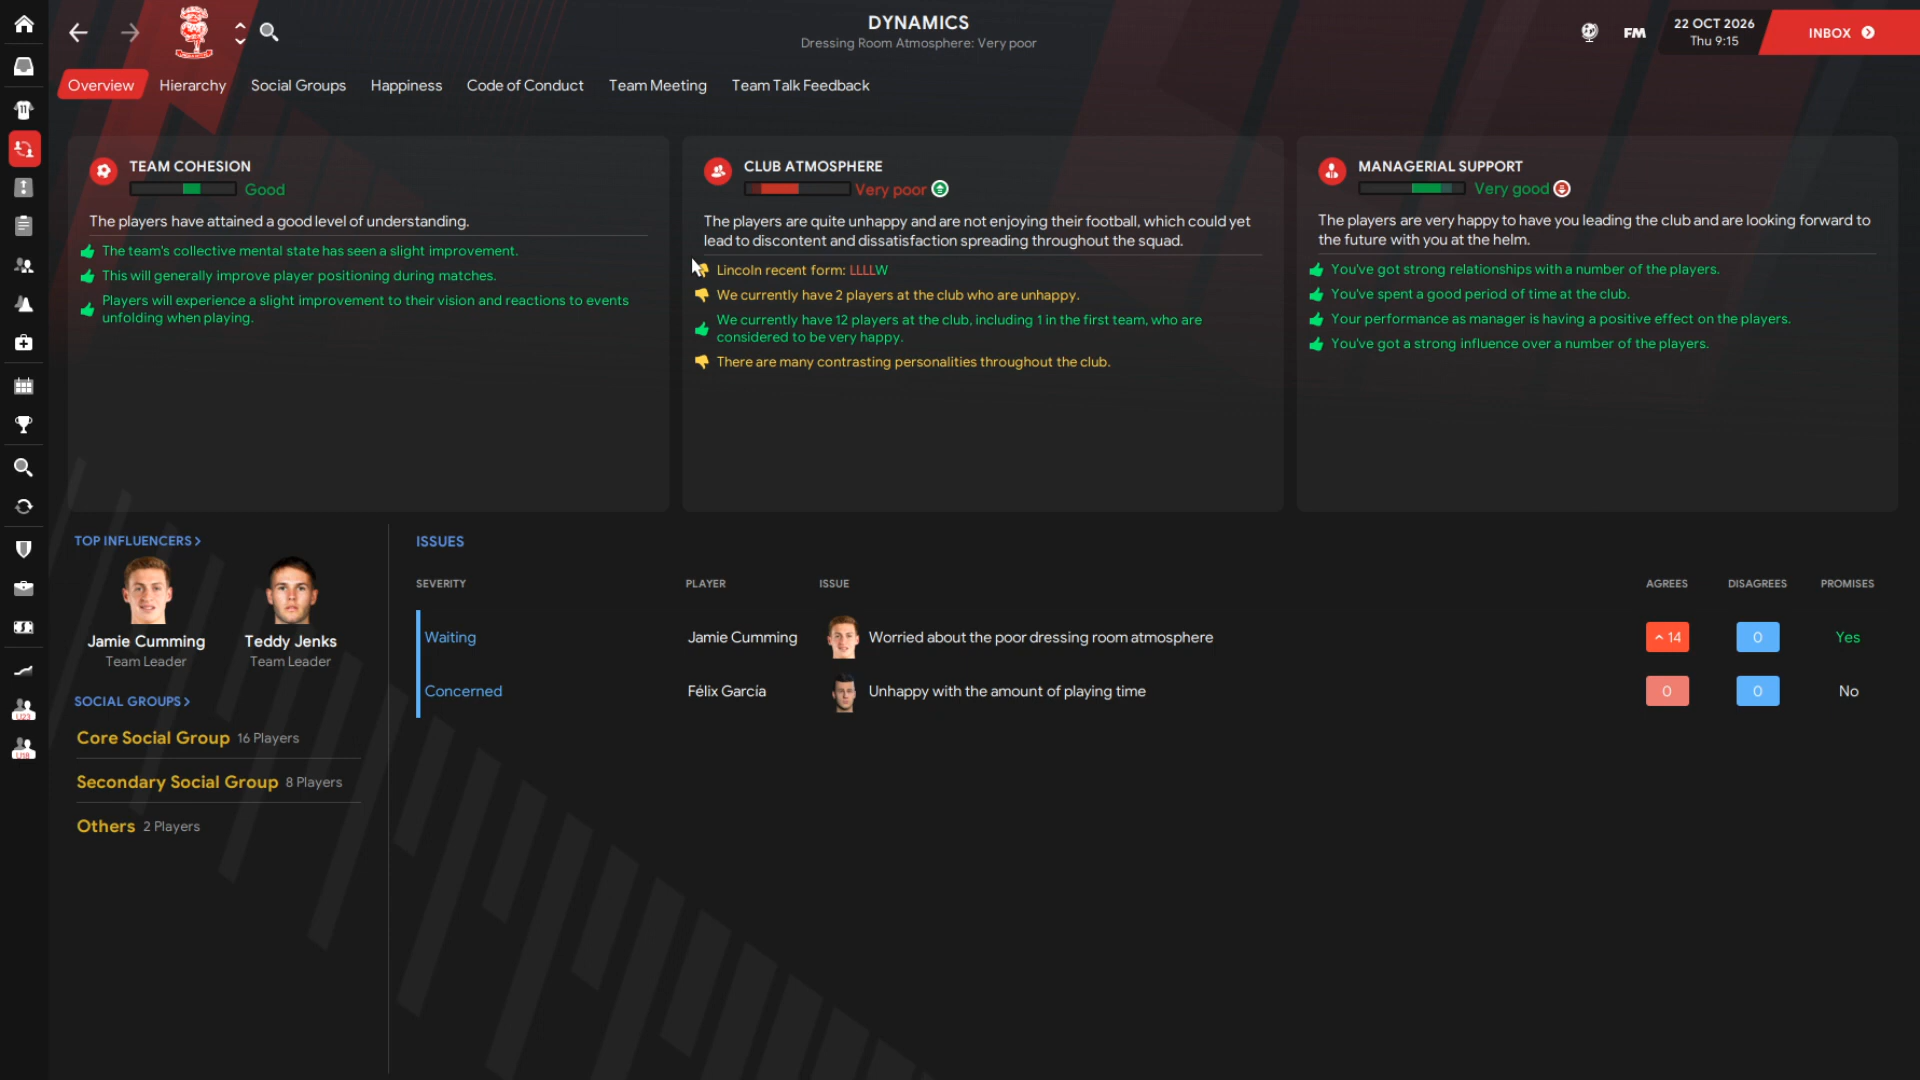 DYNAMICS
Dressing Room Atmosphere: Very poor
FM
22 OCT 2026
Thu 9:15
INBOX
Overview
Hierarchy
Social Groups
Happiness
Code of Conduct
Team Meeting
Team Talk Feedback
TEAM COHESION
Good
The players have attained a good level of understanding.
The team's collective mental state has seen a slight improvement.
This will generally improve player positioning during matches.
Players will experience a slight improvement to their vision and reactions to events
unfolding when playing.
CLUB ATMOSPHERE
Very poor
The players are quite unhappy and are not enjoying their football, which could yet
lead to discontent and dissatisfaction spreading throughout the squad.
Lincoln recent form: LLLLW
We currently have 2 players at the club who are unhappy.
We currently have 12 players at the club, including 1 in the first team, who are
considered to be very happy.
There are many contrasting personalities throughout the club.
MANAGERIAL SUPPORT
Very good
The players are very happy to have you leading the club and are looking forward to
the future with you at the helm.
You've got strong relationships with a number of the players.
You've spent a good period of time at the club.
Your performance as manager is having a positive effect on the players.
You've got a strong influence over a number of the players.
TOP INFLUENCERS >
Jamie Cumming
Team Leader
Teddy Jenks
Team Leader
SOCIAL GROUPS >
Core Social Group 16 Players
Secondary Social Group 8 Players
Others 2 Players
ISSUES
SEVERITY PLAYER ISSUE AGREES DISAGREES PROMISES
Waiting Jamie Cumming Worried about the poor dressing room atmosphere 14 0 Yes
Concerned Félix García Unhappy with the amount of playing time 0 0 No
11
U23
U18